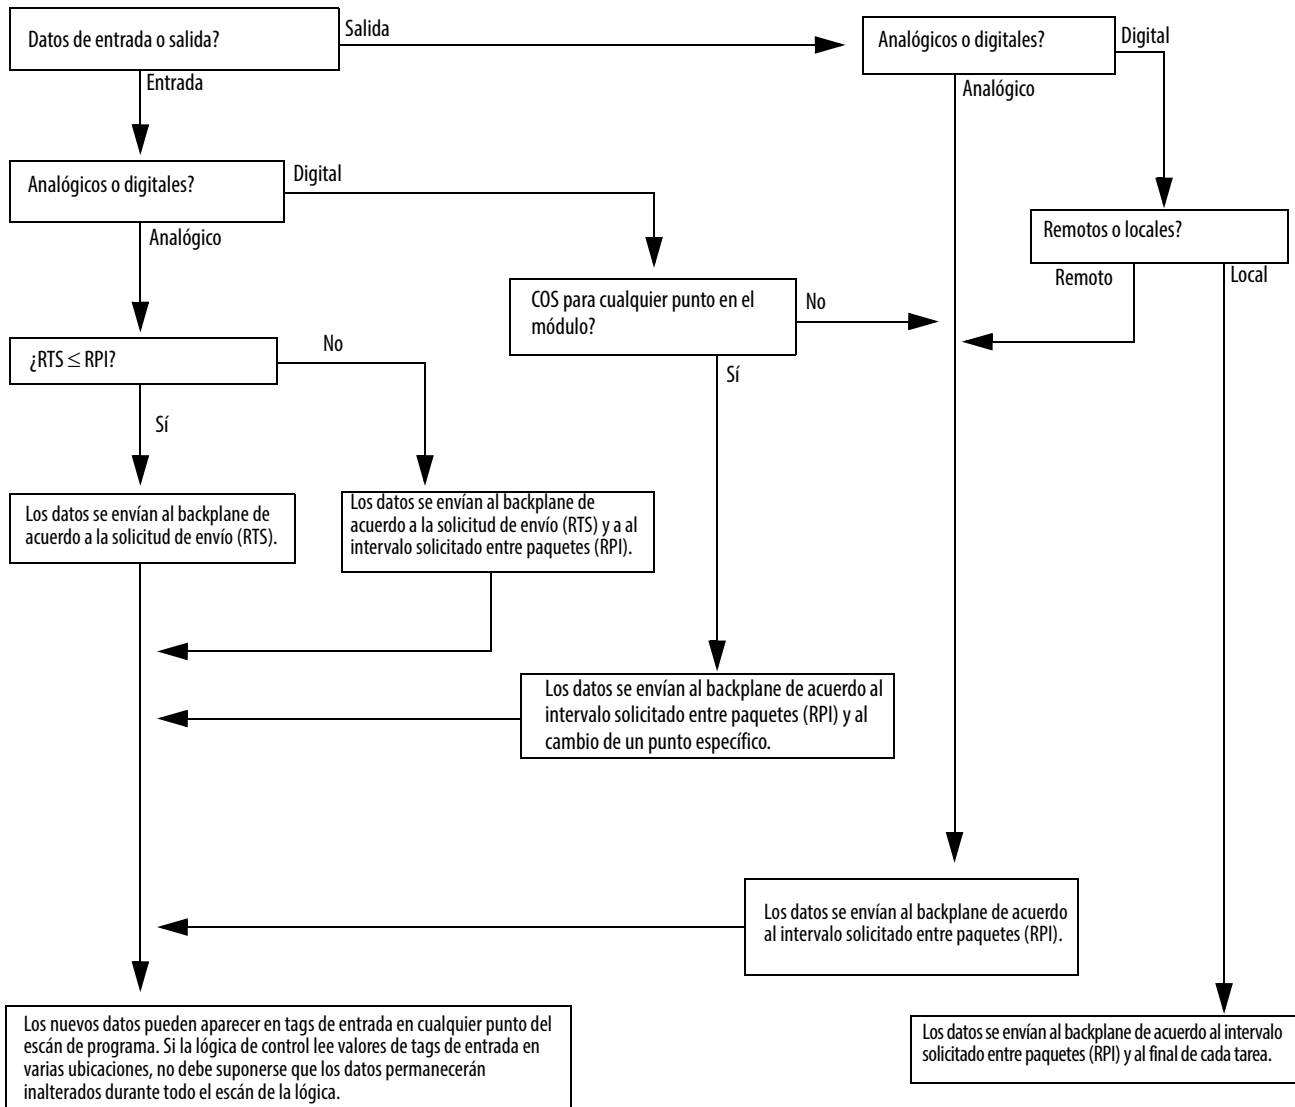 Datos de entrada o salida?
Salida
Analógicos o digitales?
Digital
Entrada
Analógico
Analógicos o digitales?
Digital
Analógico
Remotos o locales?
Remoto
Local
COS para cualquier punto en el
módulo?
No
Sí
¿RTS ≤ RPI?
No
Sí
Los datos se envían al backplane de
acuerdo a la solicitud de envío (RTS).
Los datos se envían al backplane de
acuerdo a la solicitud de envío (RTS) y a al
intervalo solicitado entre paquetes (RPI).
Los datos se envían al backplane de acuerdo al
intervalo solicitado entre paquetes (RPI) y al
cambio de un punto específico.
Los datos se envían al backplane de acuerdo
al intervalo solicitado entre paquetes (RPI).
Los nuevos datos pueden aparecer en tags de entrada en cualquier punto del
escán de programa. Si la lógica de control lee valores de tags de entrada en
varias ubicaciones, no debe suponerse que los datos permanecerán
inalterados durante todo el escán de la lógica.
Los datos se envían al backplane de acuerdo al intervalo
solicitado entre paquetes (RPI) y al final de cada tarea.